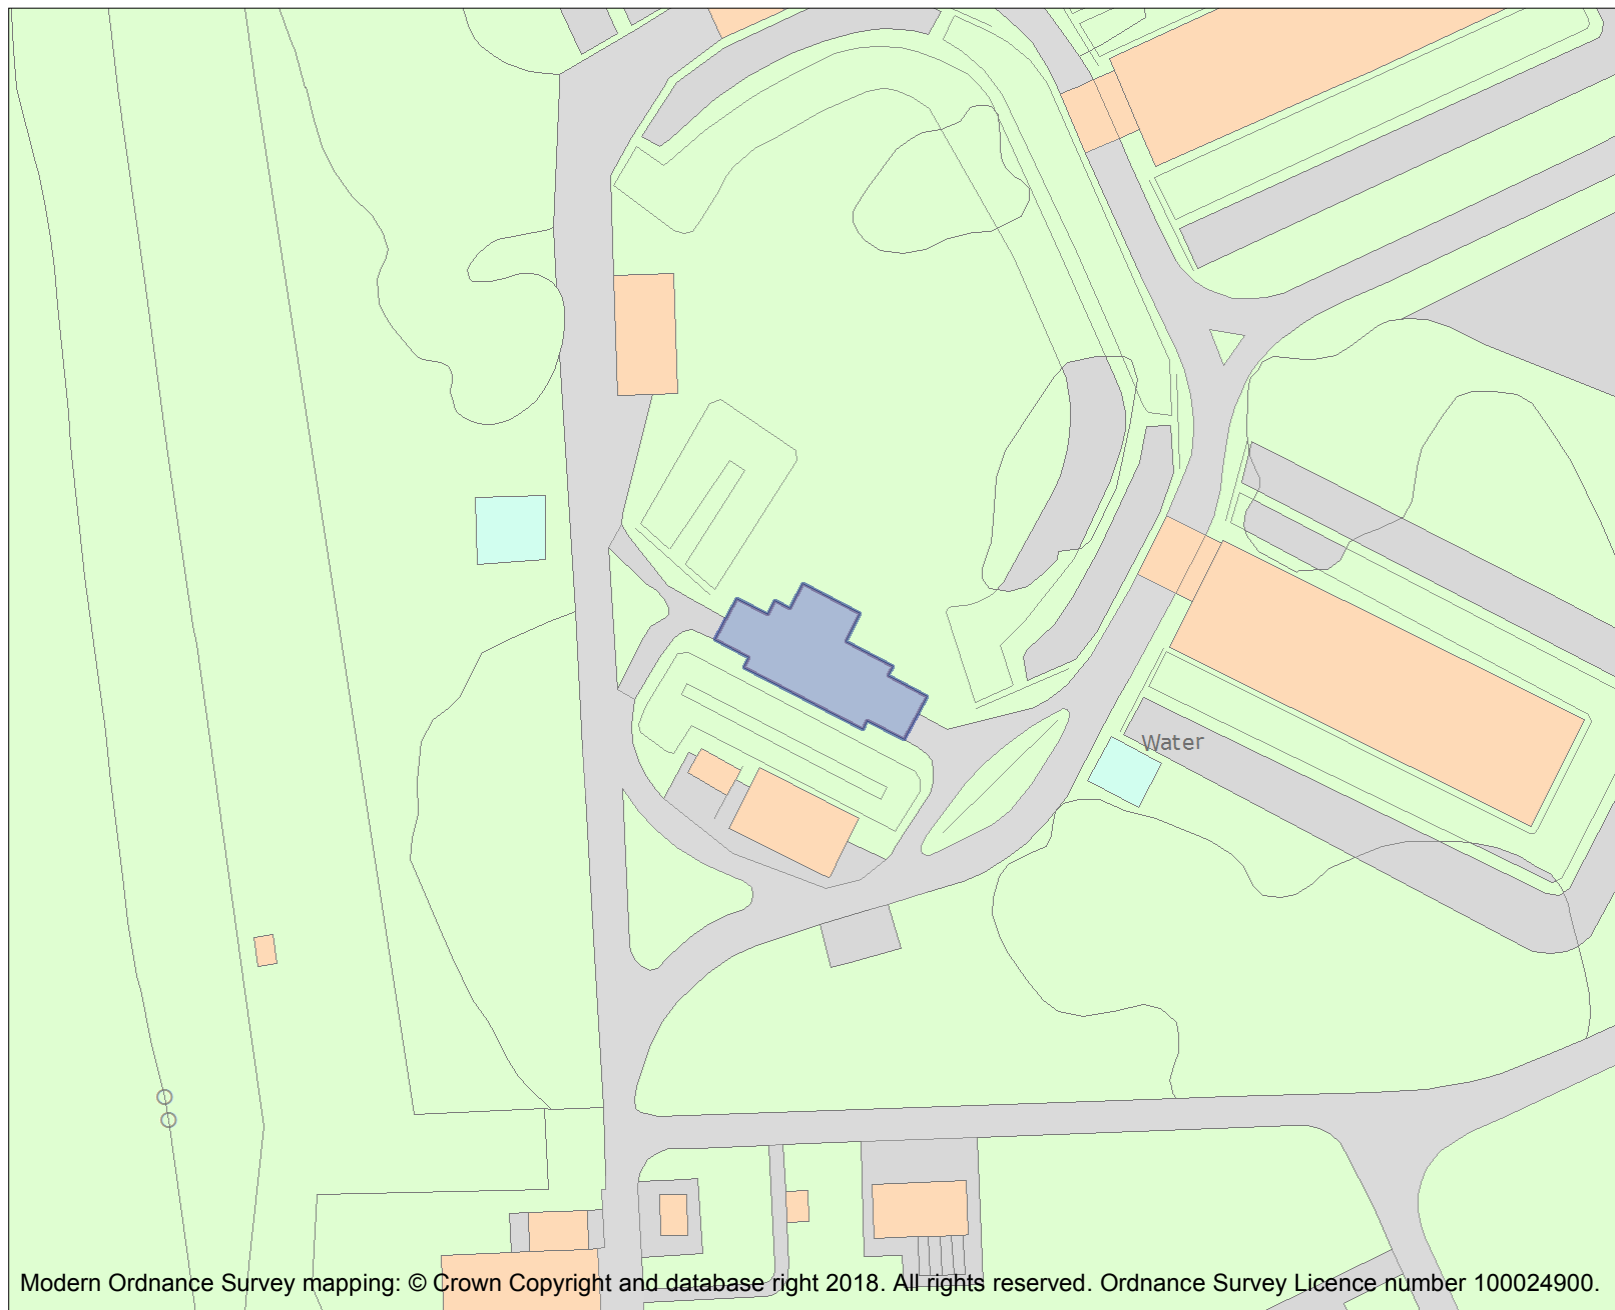 Water
Modern Ordnance Survey mapping: © Crown Copyright and database right 2018. All rights reserved. Ordnance Survey Licence number 100024900.